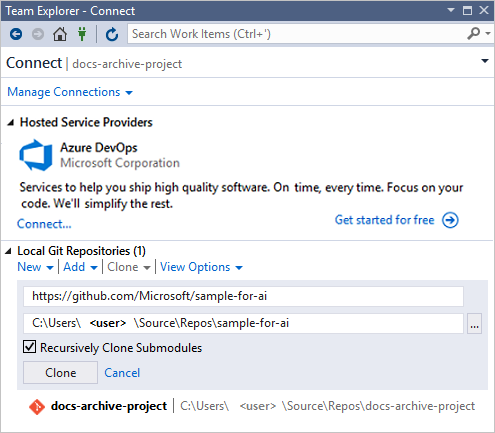 Team Explorer - Connect
Search Work Items (Ctrl+')
Connect | docs-archive-project
Manage Connections
Hosted Service Providers
Azure DevOps
Microsoft Corporation
Services to help you ship high quality software. On time, every time. Focus on your
code. We'll simplify the rest.
Connect...
Get started for free
Local Git Repositories (1)
New | Add | Clone | View Options
https://github.com/Microsoft/sample-for-ai
C:\Users\ <user> \Source\Repos\sample-for-ai
...
Recursively Clone Submodules
Clone Cancel
docs-archive-project | C:\Users\ <user> \Source\Repos\docs-archive-project